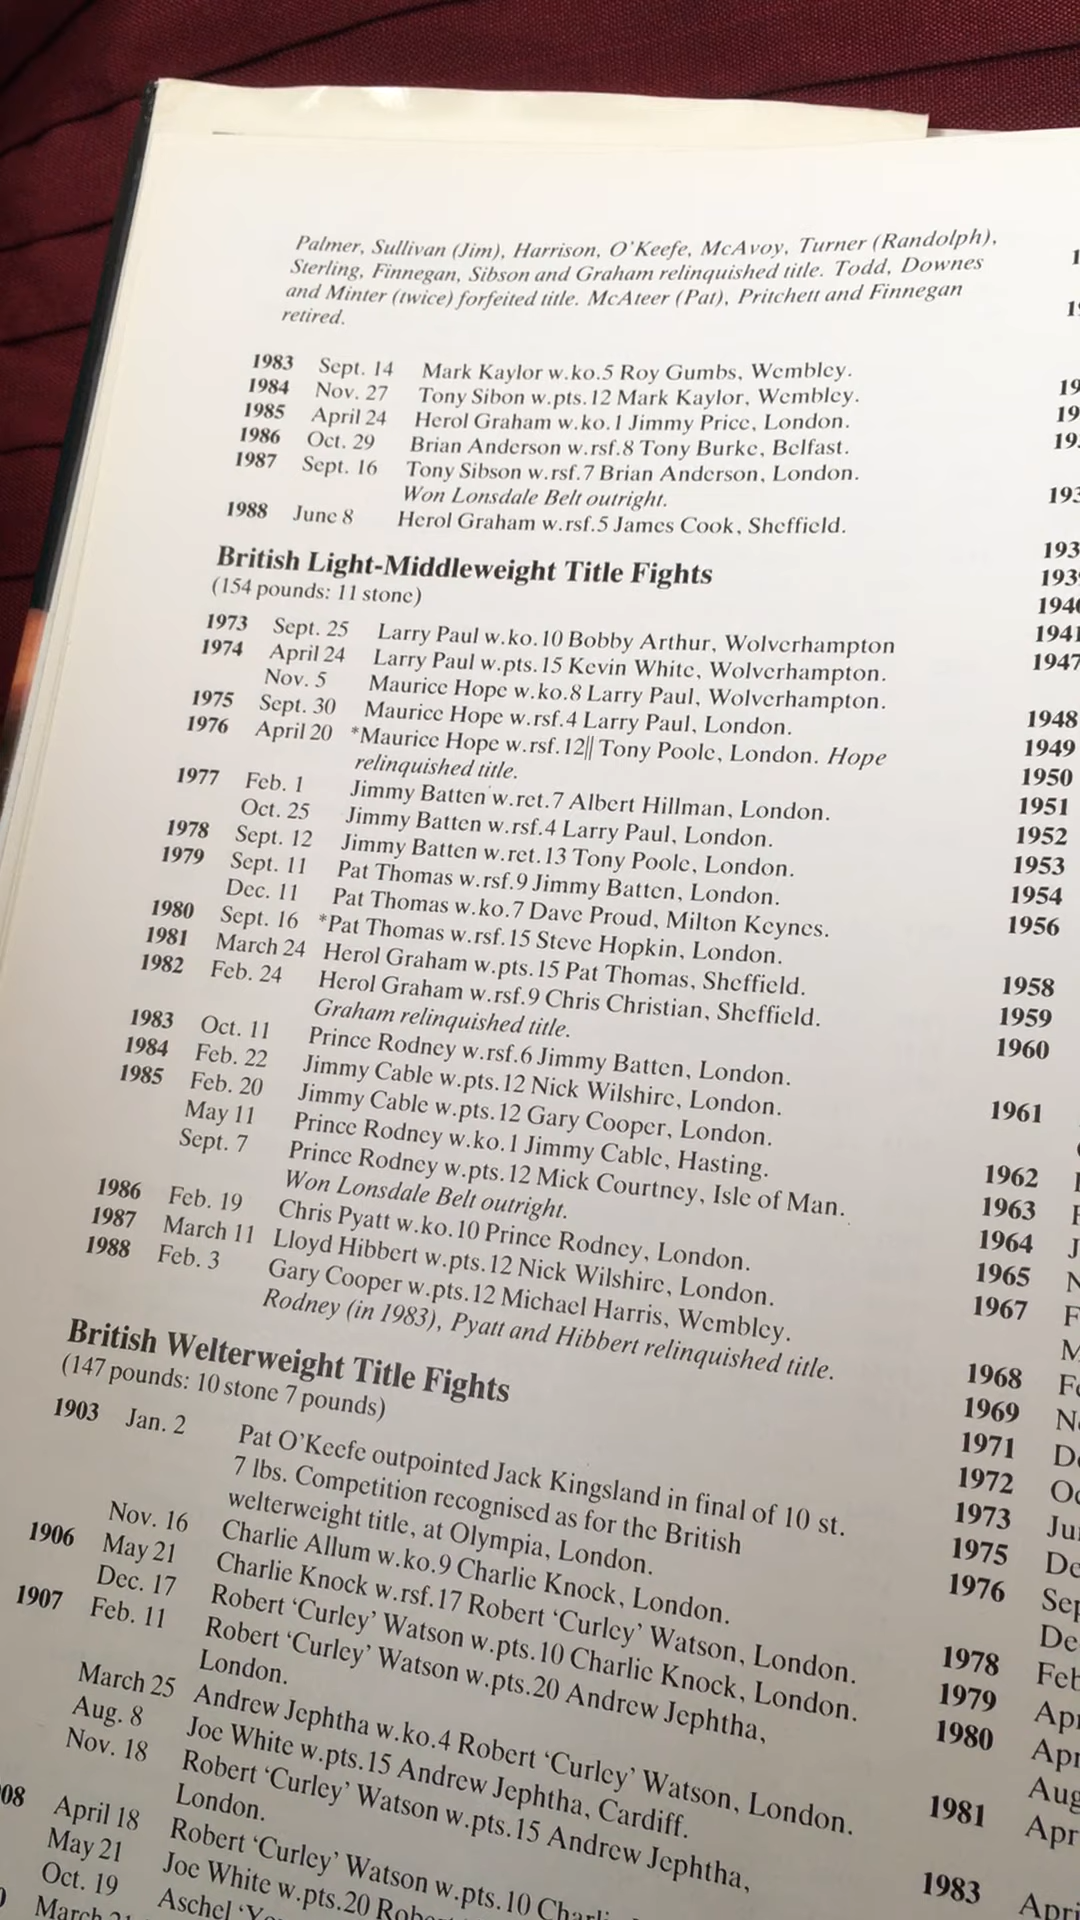 Palmer, Sullivan (Jim), Harrison, O'Keefe, McAvoy, Turner (Randolph),
Sterling, Finnegan, Sibson and Graham relinquished title. Todd, Downes
and Minter (twice) forfeited title. McAteer (Pat), Pritchett and Finnegan
retired.
1983 Sept. 14 Mark Kaylor w.ko.5 Roy Gumbs, Wembley.
1984 Nov. 27 Tony Sibon w.pts.12 Mark Kaylor, Wembley.
1985 April 24 Herol Graham w.ko.1 Jimmy Price, London.
1986 Oct. 29 Brian Anderson w.rsf.8 Tony Burke, Belfast.
1987 Sept. 16 Tony Sibson w.rsf.7 Brian Anderson, London.
Won Lonsdale Belt outright.
1988 June 8 Herol Graham w.rsf.5 James Cook, Sheffield.
British Light-Middleweight Title Fights
(154 pounds: 11 stone)
1973 Sept. 25 Larry Paul w.ko.10 Bobby Arthur, Wolverhampton
1974 April 24 Larry Paul w.pts.15 Kevin White, Wolverhampton.
Nov. 5 Maurice Hope w.ko.8 Larry Paul, Wolverhampton.
1975 Sept. 30 Maurice Hope w.rsf.4 Larry Paul, London.
1976 April 20 *Maurice Hope w.rsf.12|| Tony Poole, London. Hope
relinquished title.
1977 Feb. 1 Jimmy Batten w.ret.7 Albert Hillman, London.
Oct. 25 Jimmy Batten w.rsf.4 Larry Paul, London.
1978 Sept. 12 Jimmy Batten w.ret.13 Tony Poole, London.
1979 Sept. 11 Pat Thomas w.rsf.9 Jimmy Batten, London.
Dec. 11 Pat Thomas w.ko.7 Dave Proud, Milton Keynes.
1980 Sept. 16 *Pat Thomas w.rsf.15 Steve Hopkin, London.
1981 March 24 Herol Graham w.pts.15 Pat Thomas, Sheffield.
1982 Feb. 24 Herol Graham w.rsf.9 Chris Christian, Sheffield.
Graham relinquished title.
1983 Oct. 11 Prince Rodney w.rsf.6 Jimmy Batten, London.
1984 Feb. 22 Jimmy Cable w.pts.12 Nick Wilshire, London.
1985 Feb. 20 Jimmy Cable w.pts.12 Gary Cooper, London.
May 11 Prince Rodney w.ko.1 Jimmy Cable, Hasting.
Sept. 7 Prince Rodney w.pts.12 Mick Courtney, Isle of Man.
Won Lonsdale Belt outright.
1986 Feb. 19 Chris Pyatt w.ko.10 Prince Rodney, London.
1987 March 11 Lloyd Hibbert w.pts.12 Nick Wilshire, London.
1988 Feb. 3 Gary Cooper w.pts.12 Michael Harris, Wembley.
Rodney (in 1983), Pyatt and Hibbert relinquished title.
British Welterweight Title Fights
(147 pounds: 10 stone 7 pounds)
1903 Jan. 2 Pat O'Keefe outpointed Jack Kingsland in final of 10 st.
7 lbs. Competition recognised as for the British
welterweight title, at Olympia, London.
Nov. 16 Charlie Allum w.ko.9 Charlie Knock, London.
1906 May 21 Charlie Knock w.rsf.17 Robert 'Curley' Watson, London.
Dec. 17 Robert 'Curley' Watson w.pts.10 Charlie Knock, London.
1907 Feb. 11 Robert 'Curley' Watson w.pts.20 Andrew Jephtha,
London.
March 25 Andrew Jephtha w.ko.4 Robert 'Curley' Watson, London.
Aug. 8 Joe White w.pts.15 Andrew Jephtha, Cardiff.
Nov. 18 Robert 'Curley' Watson w.pts.15 Andrew Jephtha,
London.
08 April 18 Robert 'Curley' Watson w.pts.10
May 21 Joe White w.pts.20
Oct. 19 Aschel
March
1941
1947
1948
1949
1950
1951
1952
1953
1954
1956
1958
1959
1960
1961
1962
1963
1964
1965
1967
1968
1969
1971
1972
1973
1975
1976
1978
1979
1980
1981
1983